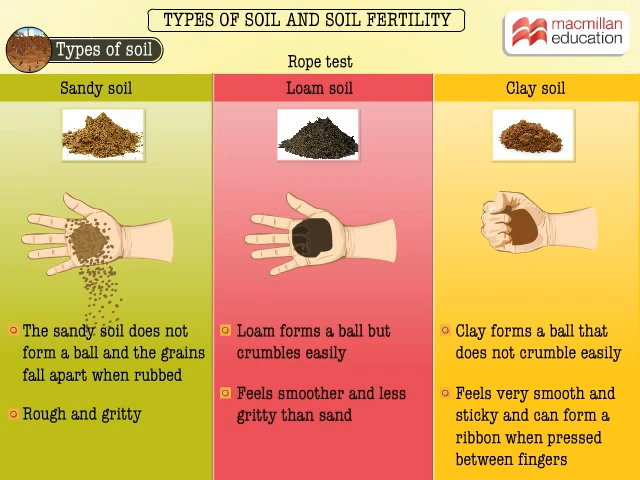 TYPES OF SOIL AND SOIL FERTILITY
macmillan
education
Types of soil
Rope test
Sandy soil
Loam soil
Clay soil
The sandy soil does not
form a ball and the grains
fall apart when rubbed
Rough and gritty
Loam forms a ball but
crumbles easily
Feels smoother and less
gritty than sand
Clay forms a ball that
does not crumble easily
Feels very smooth and
sticky and can form a
ribbon when pressed
between fingers